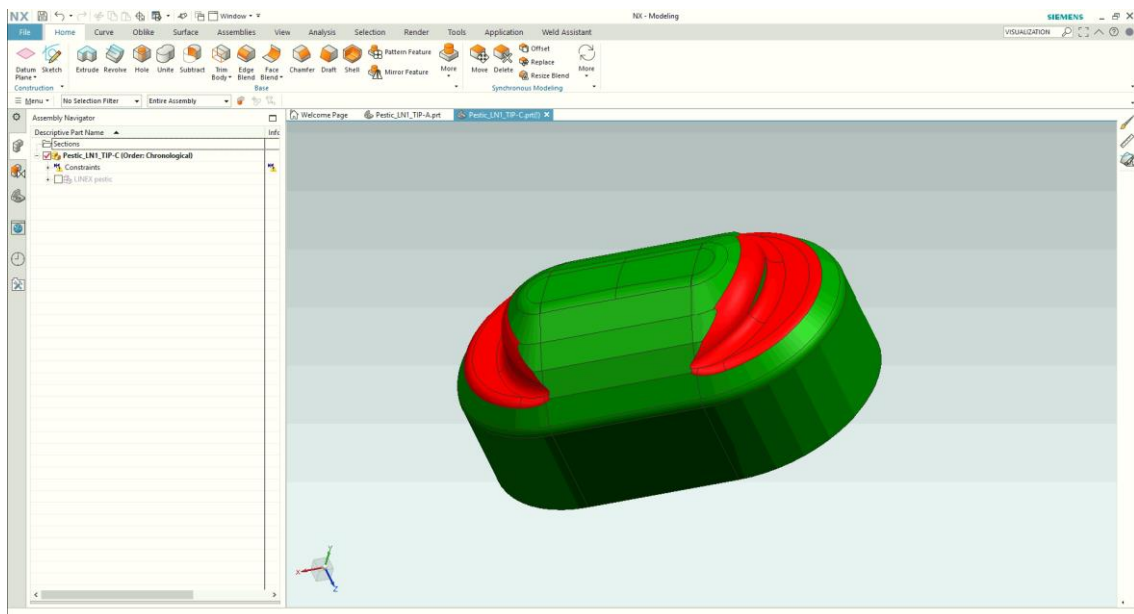 NX Window NX - Modeling SIEMENS
File Home Curve Oblike Surface Assemblies View Analysis Selection Render Tools Application Weld Assistant VISUALIZATION
Datum Plane Sketch Extrude Revolve Hole Unite Subtract Trim Body Edge Blend Face Blend Chamfer Draft Shell Pattern Feature Mirror Feature More Move Delete Offset Replace Resize Blend More
Construction Base Synchronous Modeling
Menu No Selection Filter Entire Assembly
Assembly Navigator Welcome Page Pestic_LN1_TIP-A.prt Pestic_LN1_TIP-C.prt
Descriptive Part Name Info
Sections
Pestic_LN1_TIP-C (Order: Chronological)
Constraints
LINEX pestic
X Y Z